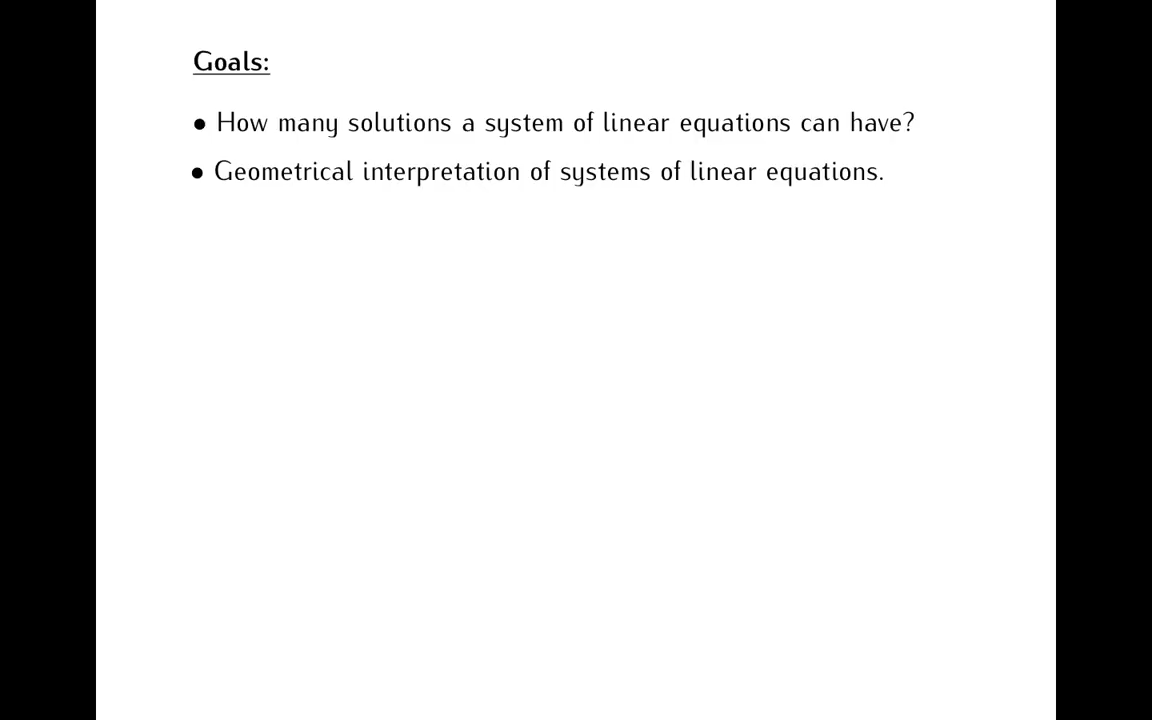 Goals:
• How many solutions a system of linear equations can have?
• Geometrical interpretation of systems of linear equations.